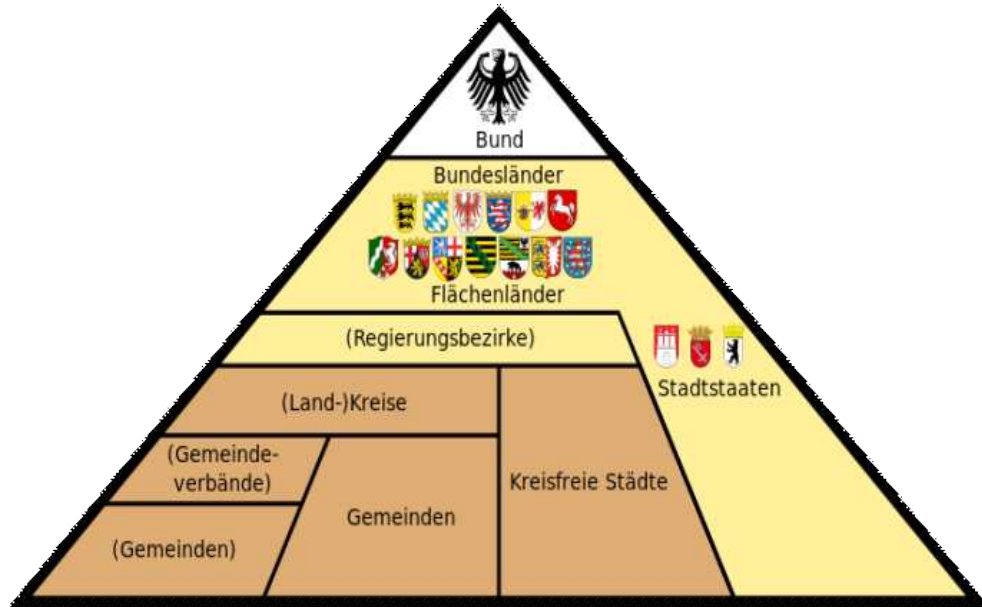 Bund
Bundesländer
Flächenländer
(Regierungsbezirke)
Stadtstaaten
(Land-)Kreise
(Gemeinde-
verbände)
Kreisfreie Städte
Gemeinden
(Gemeinden)